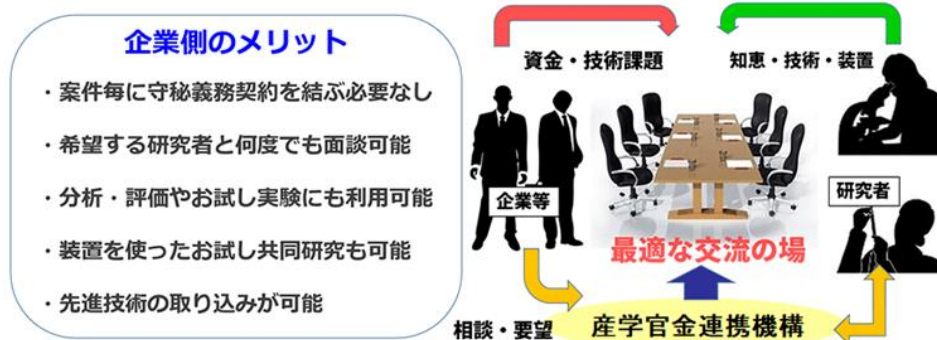 企業側のメリット
・案件毎に守秘義務契約を結ぶ必要なし
・希望する研究者と何度でも面談可能
・分析・評価やお試し実験にも利用可能
・装置を使ったお試し共同研究も可能
・先進技術の取り込みが可能
資金・技術課題
知恵・技術・装置
企業等
研究者
最適な交流の場
相談・要望
産学官金連携機構